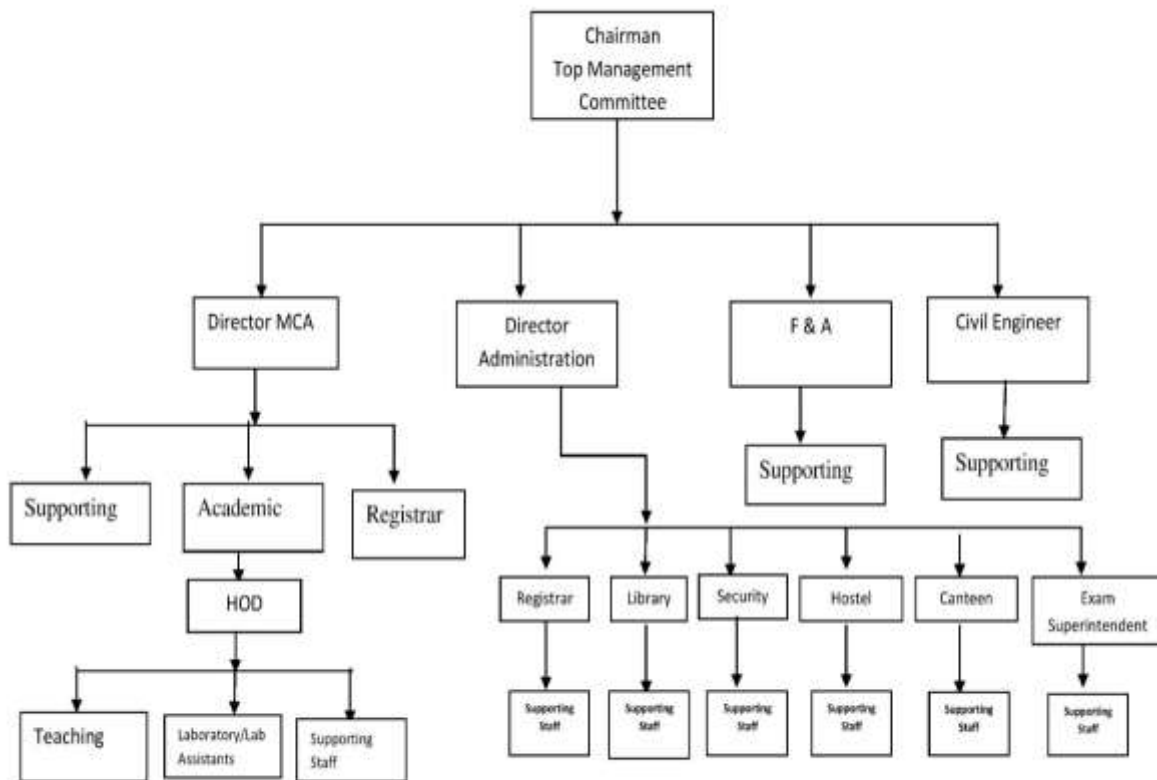 Chairman
Top Management
Committee
Director MCA
Director
Administration
F & A
Civil Engineer
Supporting
Supporting
Supporting
Academic
Registrar
HOD
Registrar
Library
Security
Hostel
Canteen
Exam
Superintendent
Teaching
Laboratory/Lab
Assistants
Supporting
Staff
Supporting
Staff
Supporting
Staff
Supporting
Staff
Supporting
Staff
Supporting
Staff
Supporting
Staff